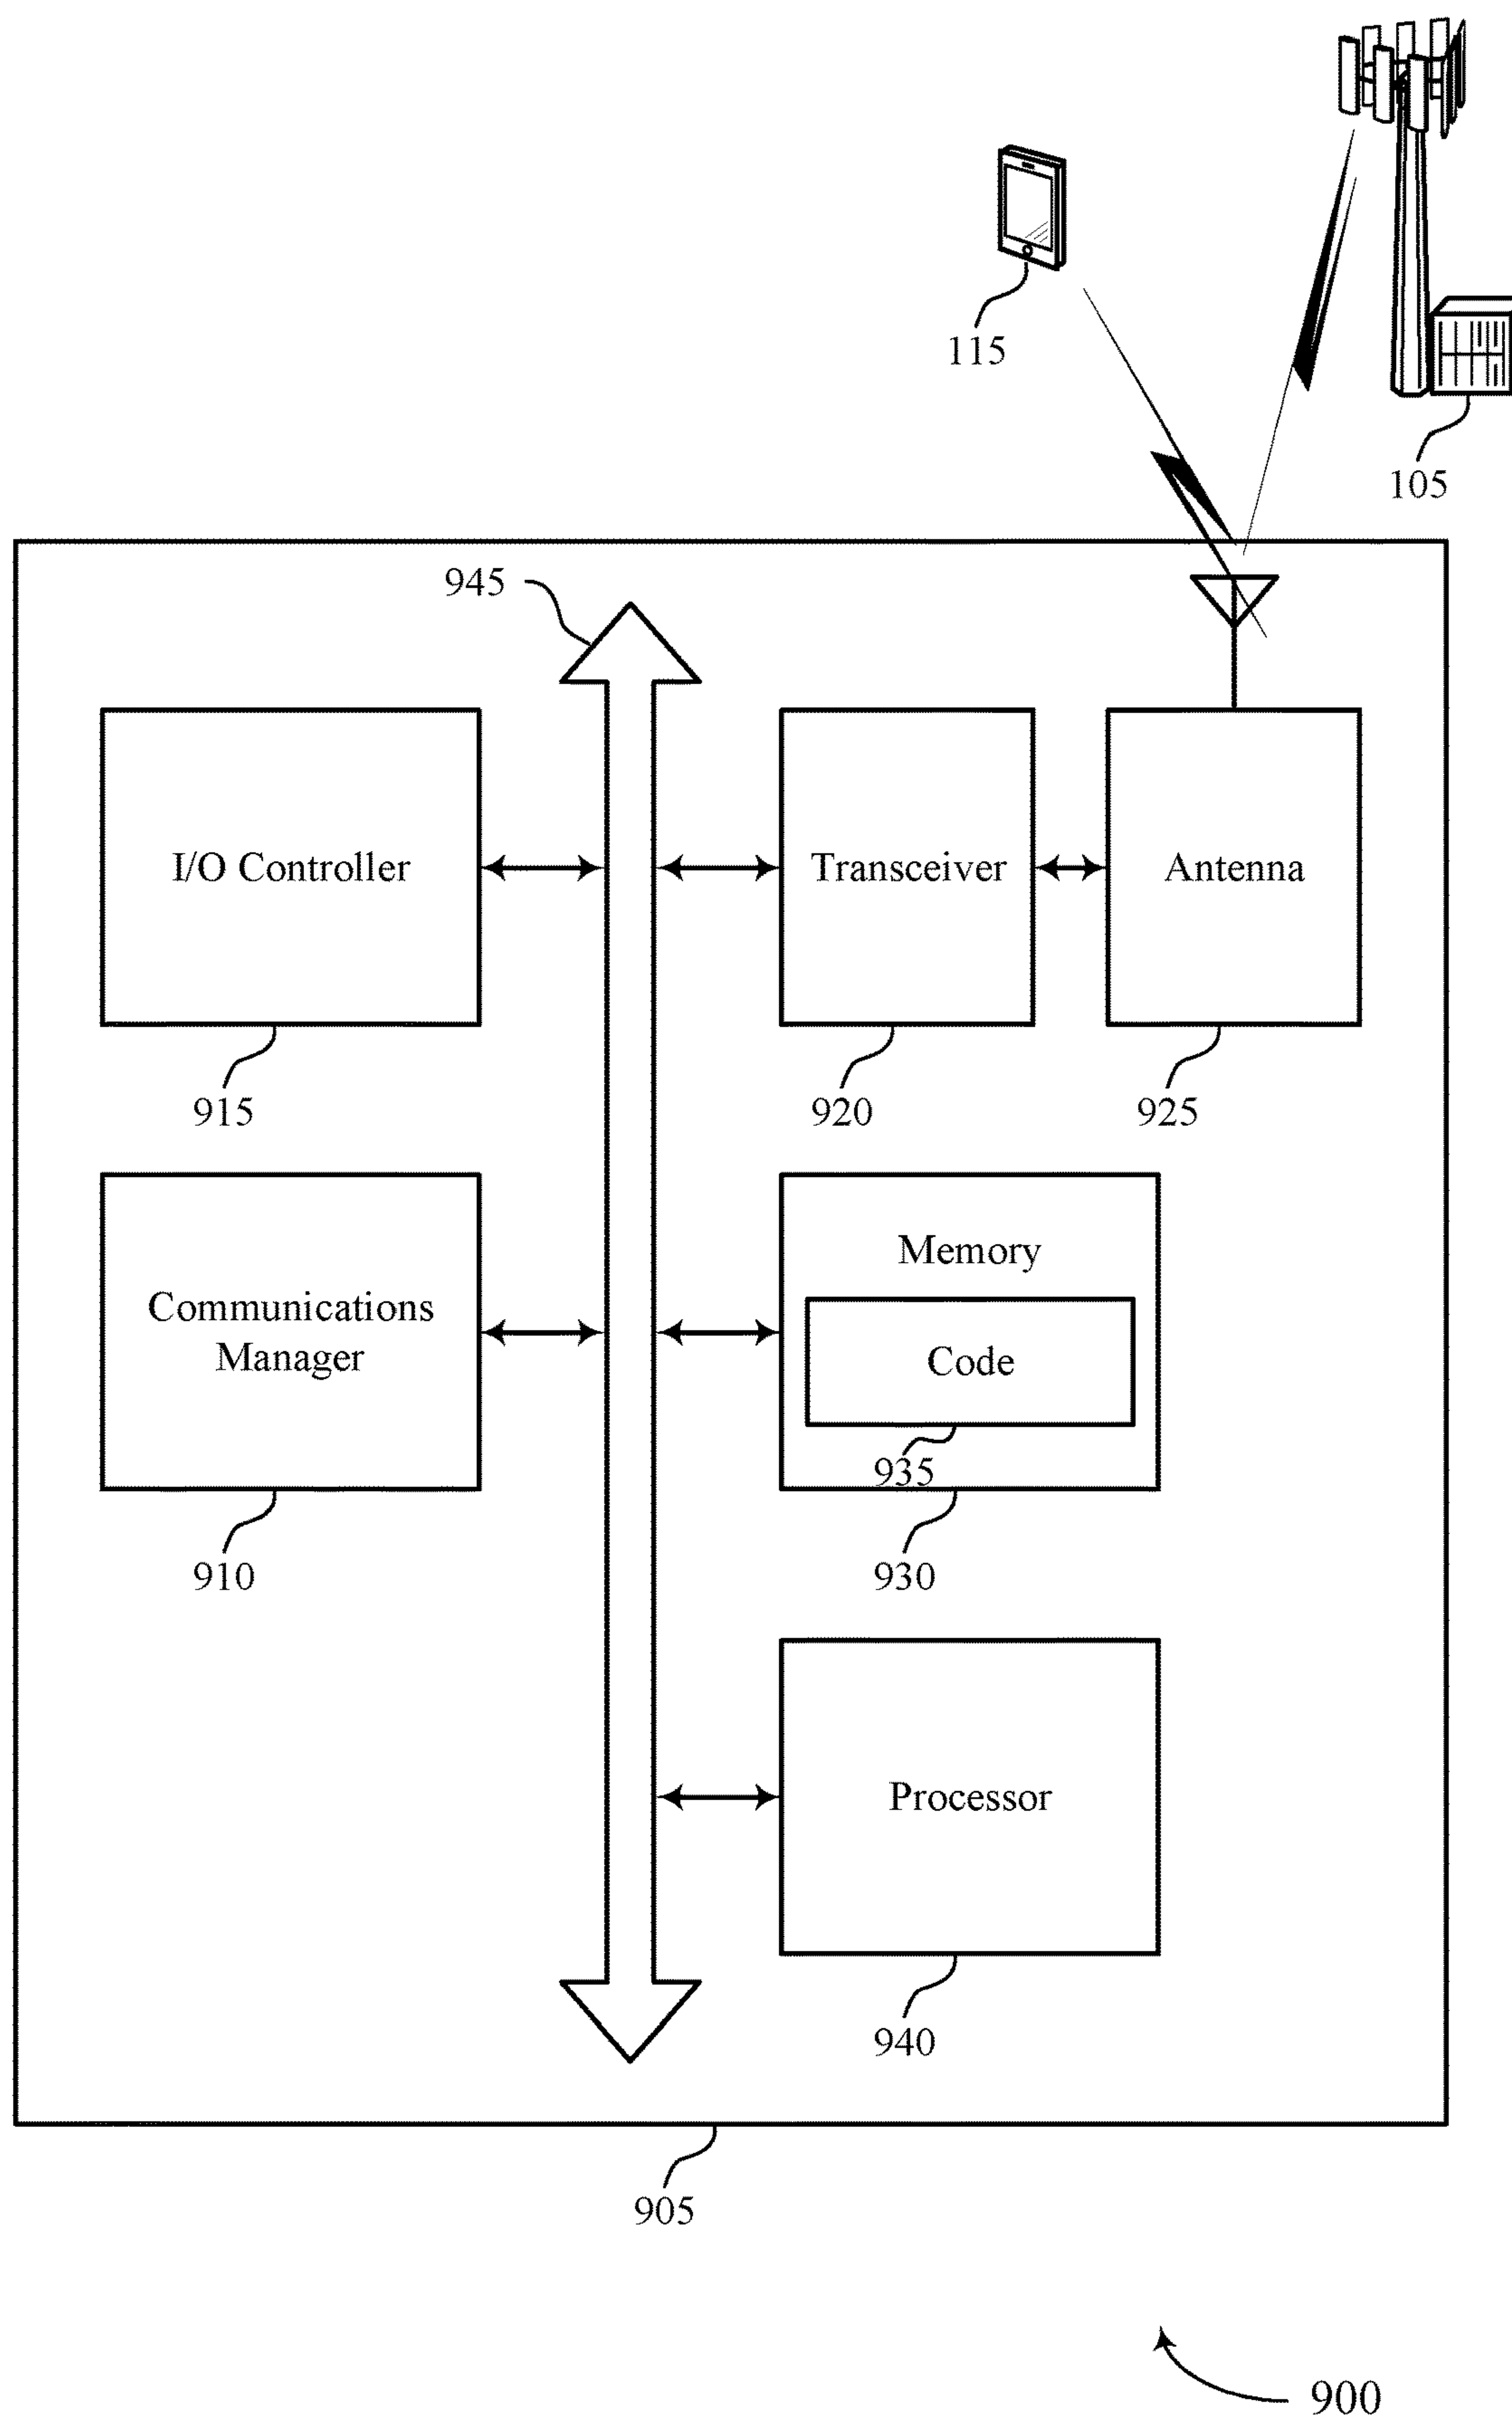 115
105
945
I/O Controller
Transceiver
Antenna
915
920
925
Communications
Manager
Memory
Code
935
910
930
Processor
940
905
900